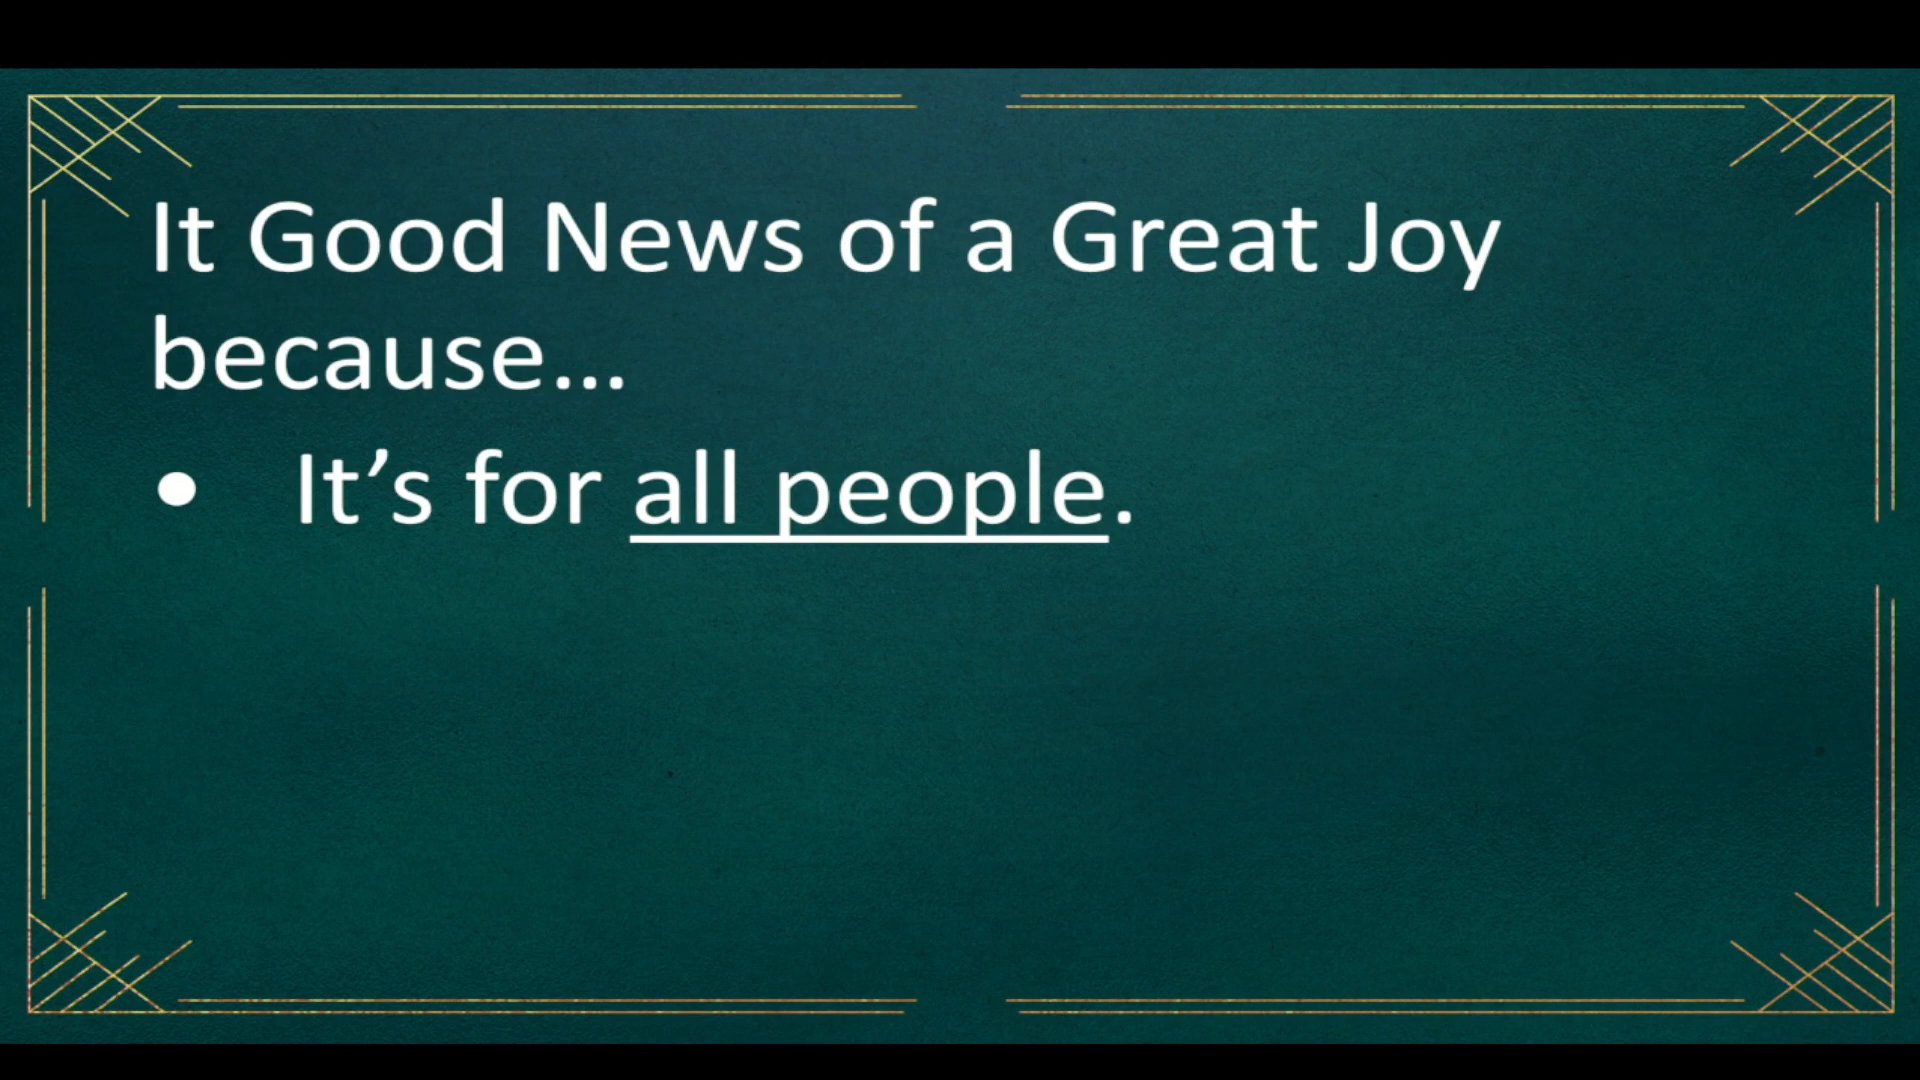 It Good News of a Great Joy
because...
• It’s for all people.